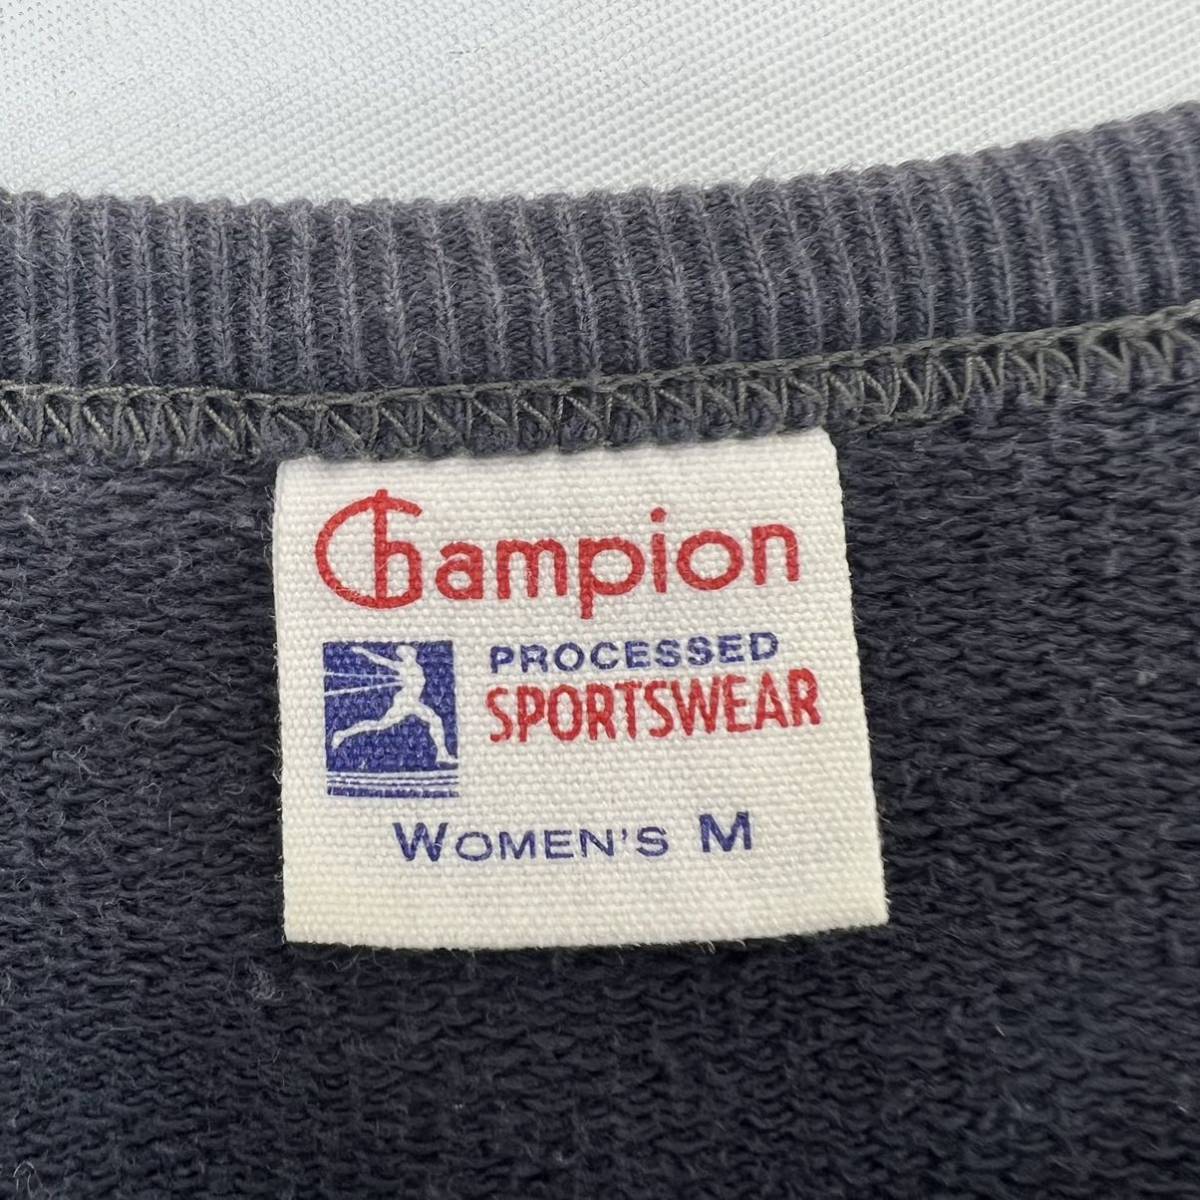 Champion
PROCESSED
SPORTSWEAR
WOMEN'S M